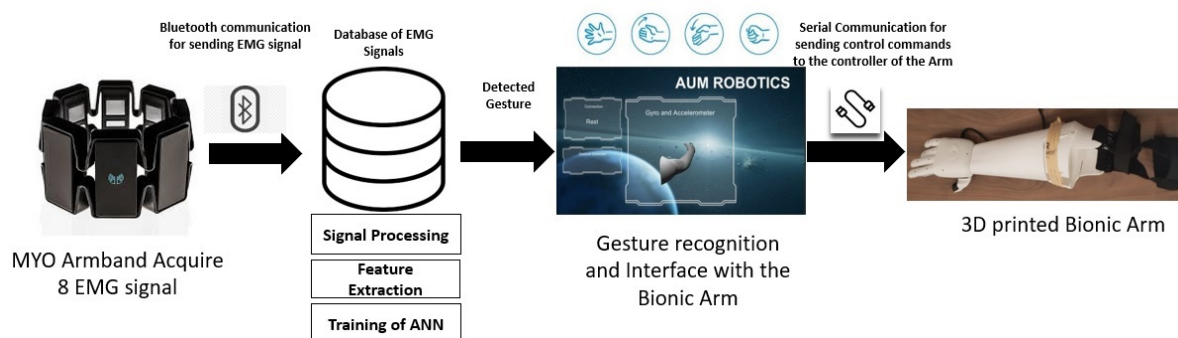 Bluetooth communication
for sending EMG signal
Database of EMG
Signals
Detected
Gesture
AUM ROBOTICS
Connection
Rest
Gyro and Accelerometer
Serial Communication for
sending control commands
to the controller of the Arm
MYO Armband Acquire
8 EMG signal
Signal Processing
Feature
Extraction
Training of ANN
Gesture recognition
and Interface with the
Bionic Arm
3D printed Bionic Arm